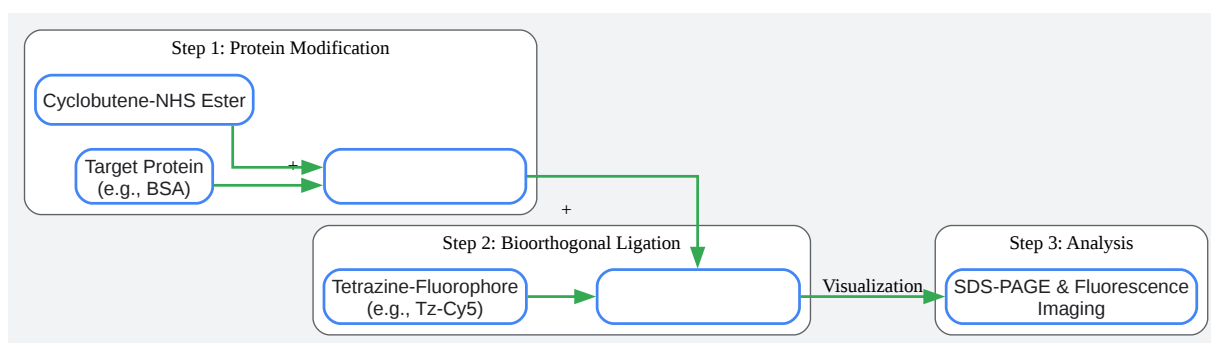 Step 1: Protein Modification
Cyclobutene-NHS Ester
+
Target Protein
(e.g., BSA)
+
Step 2: Bioorthogonal Ligation
Tetrazine-Fluorophore
(e.g., Tz-Cy5)
Visualization
Step 3: Analysis
SDS-PAGE & Fluorescence
Imaging